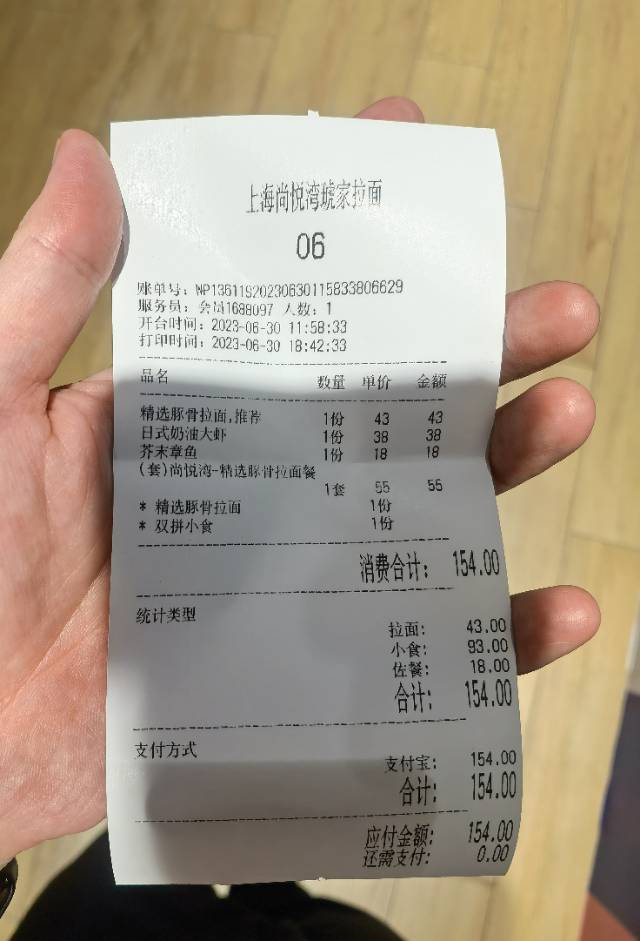 上海尚悦湾琥家拉面
06
账单号：WP13611920230630115833806629
服务员：会员1688097 人数：1
开台时间：2023-06-30 11:58:33
打印时间：2023-06-30 18:42:33
品名 数量 单价 金额
精选豚骨拉面,推荐 1份 43 43
日式奶油大虾 1份 38 38
芥末章鱼 1份 18 18
(套)尚悦湾-精选豚骨拉面餐
1套 55 55
* 精选豚骨拉面 1份
* 双拼小食 1份
消费合计： 154.00
统计类型
拉面： 43.00
小食： 93.00
佐餐： 18.00
合计： 154.00
支付方式
支付宝： 154.00
合计： 154.00
应付金额： 154.00
还需支付： 0.00